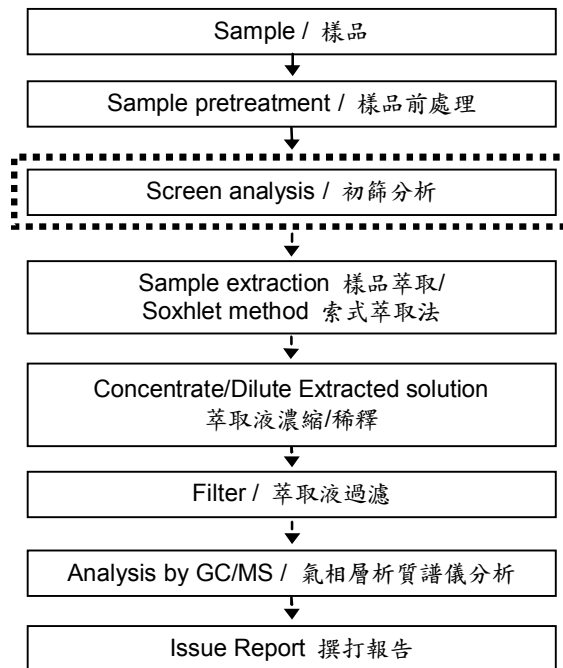 Sample / 樣品
Sample pretreatment / 樣品前處理
Screen analysis / 初篩分析
Sample extraction 樣品萃取/
Soxhlet method 索式萃取法
Concentrate/Dilute Extracted solution
萃取液濃縮/稀釋
Filter / 萃取液過濾
Analysis by GC/MS / 氣相層析質譜儀分析
Issue Report 撰打報告